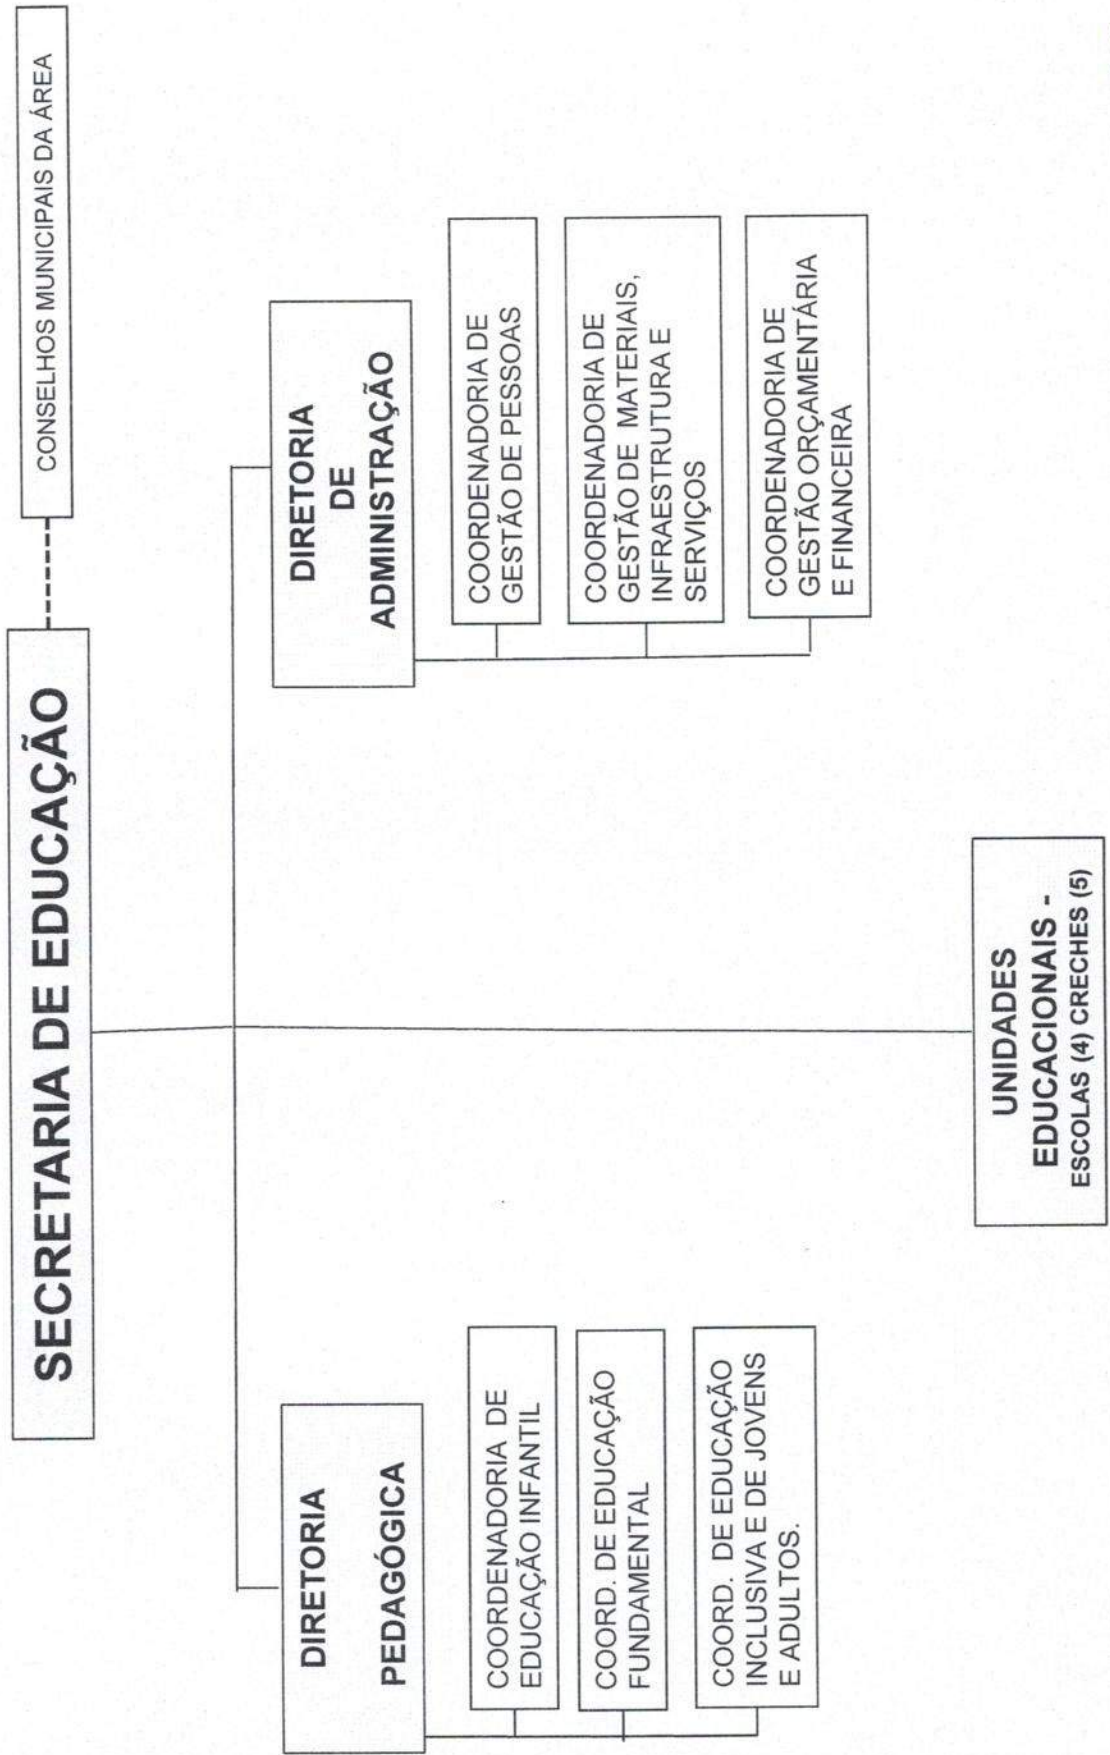 SECRETARIA DE EDUCAÇÃO
CONSELHOS MUNICIPAIS DA ÁREA
DIRETORIA
PEDAGÓGICA
COORDENADORIA DE
EDUCAÇÃO INFANTIL
COORD. DE EDUCAÇÃO
FUNDAMENTAL
COORD. DE EDUCAÇÃO
INCLUSIVA E DE JOVENS
E ADULTOS.
DIRETORIA
DE
ADMINISTRAÇÃO
COORDENADORIA DE
GESTÃO DE PESSOAS
COORDENADORIA DE
GESTÃO DE MATERIAIS,
INFRAESTRUTURA E
SERVIÇOS
COORDENADORIA DE
GESTÃO ORÇAMENTÁRIA
E FINANCEIRA
UNIDADES
EDUCACIONAIS -
ESCOLAS (4) CRECHES (5)